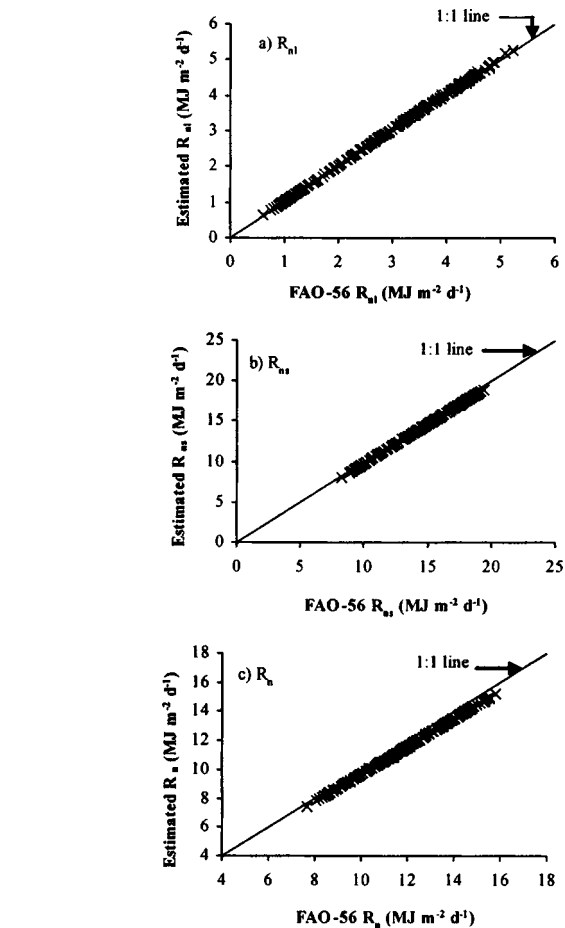 1:1 line
a) Rnl
Estimated R nl (MJ m-2 d-1)
6
5
4
3
2
1
0
0 1 2 3 4 5 6
FAO-56 Rnl (MJ m-2 d-1)
1:1 line
b) Rns
Estimated R ns (MJ m-2 d-1)
25
20
15
10
5
0
0 5 10 15 20 25
FAO-56 Rns (MJ m-2 d-1)
1:1 line
c) Rn
Estimated R n (MJ m-2 d-1)
18
16
14
12
10
8
6
4
4 6 8 10 12 14 16 18
FAO-56 Rn (MJ m-2 d-1)